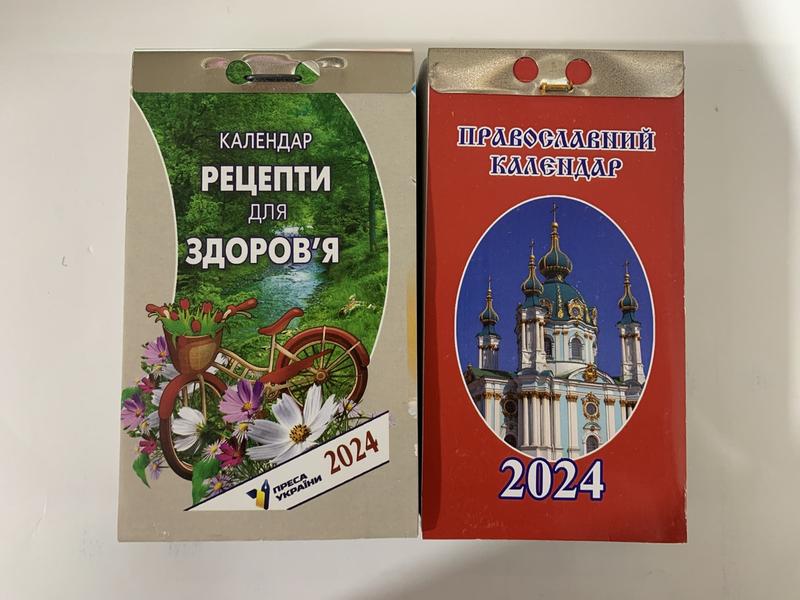 КАЛЕНДАР
РЕЦЕПТИ
ДЛЯ
ЗДОРОВ'Я
ПРЕСА
УКРАЇНИ
2024
ПРАВОСЛАВНИЙ
КАЛЕНДАР
2024